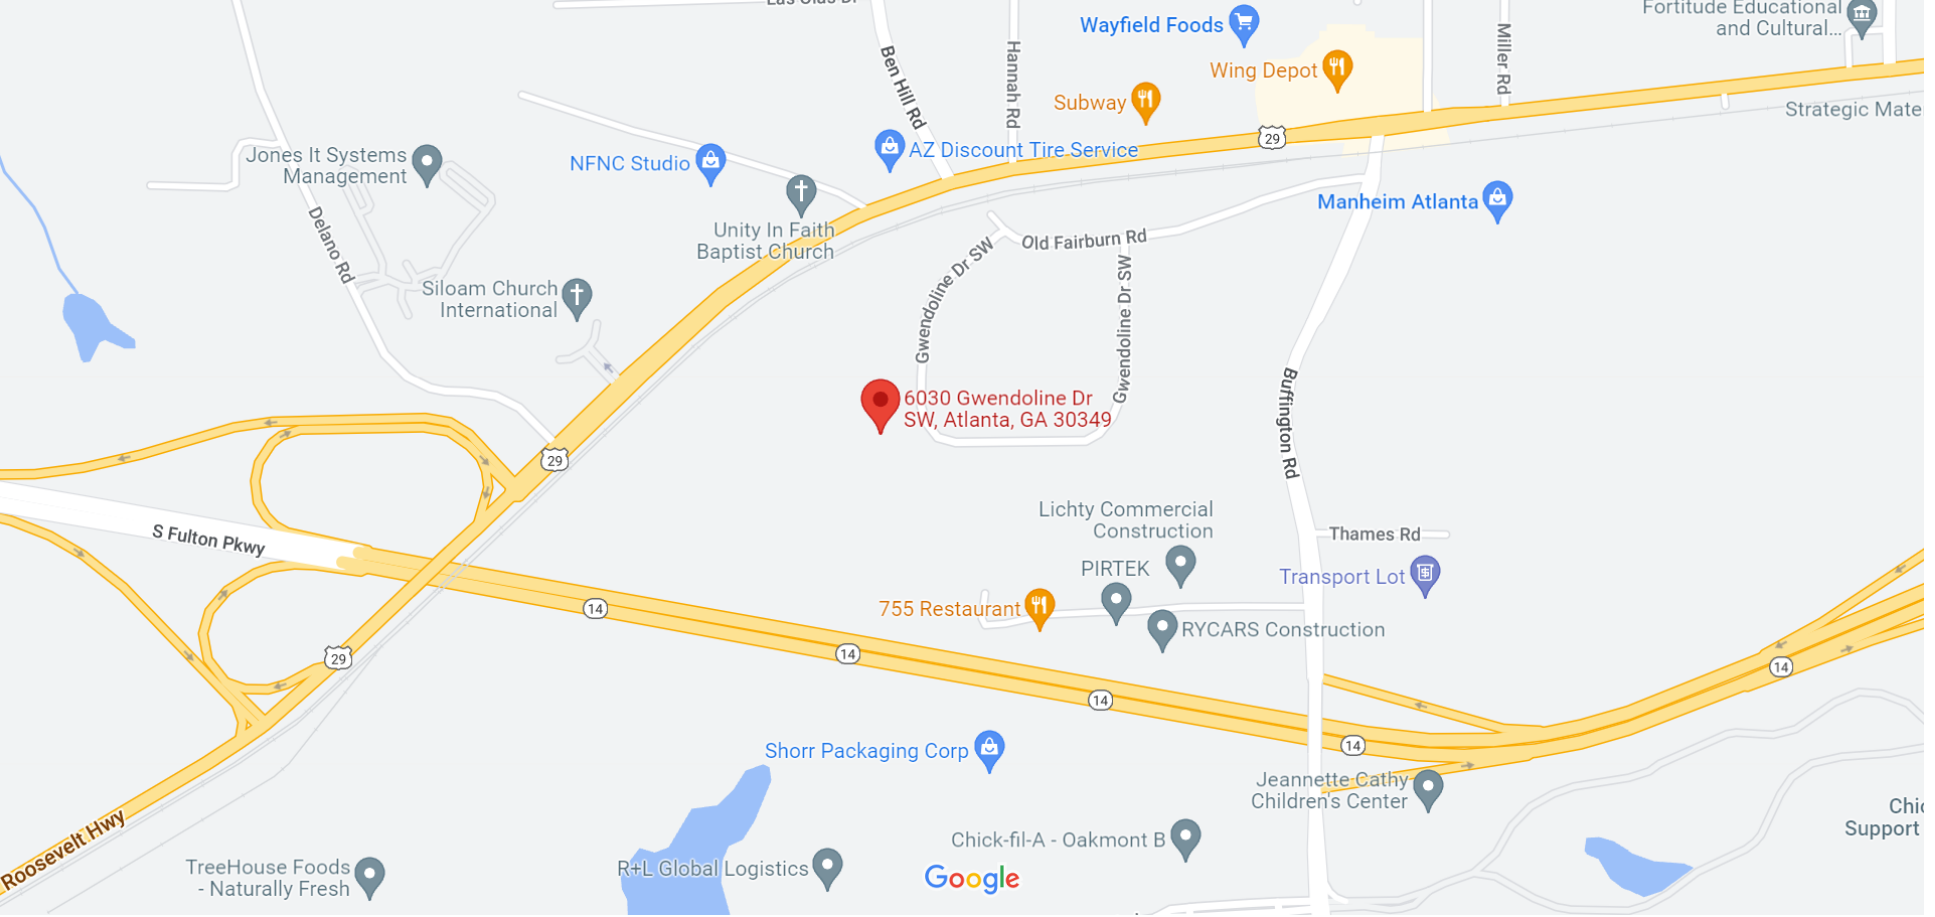 Las Olas Dr
Fortitude Educational
and Cultural...
Wayfield Foods
Wing Depot
Subway
Ben Hill Rd
Hannah Rd
Miller Rd
Strategic Mate
29
AZ Discount Tire Service
NFNC Studio
Jones It Systems
Management
Delano Rd
Unity In Faith
Baptist Church
Manheim Atlanta
Old Fairburn Rd
Gwendoline Dr SW
Gwendoline Dr SW
Siloam Church
International
6030 Gwendoline Dr
SW, Atlanta, GA 30349
Buffington Rd
29
S Fulton Pkwy
Lichty Commercial
Construction
Thames Rd
PIRTEK
Transport Lot
755 Restaurant
RYCARS Construction
14
14
14
14
14
29
Shorr Packaging Corp
Jeannette Cathy
Children's Center
Chic
Support
Chick-fil-A - Oakmont B
Roosevelt Hwy
TreeHouse Foods
- Naturally Fresh
R+L Global Logistics
Google